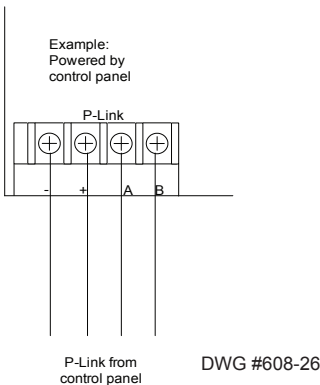 Example:
Powered by
control panel
P-Link
- + A B
P-Link from
control panel
DWG #608-26